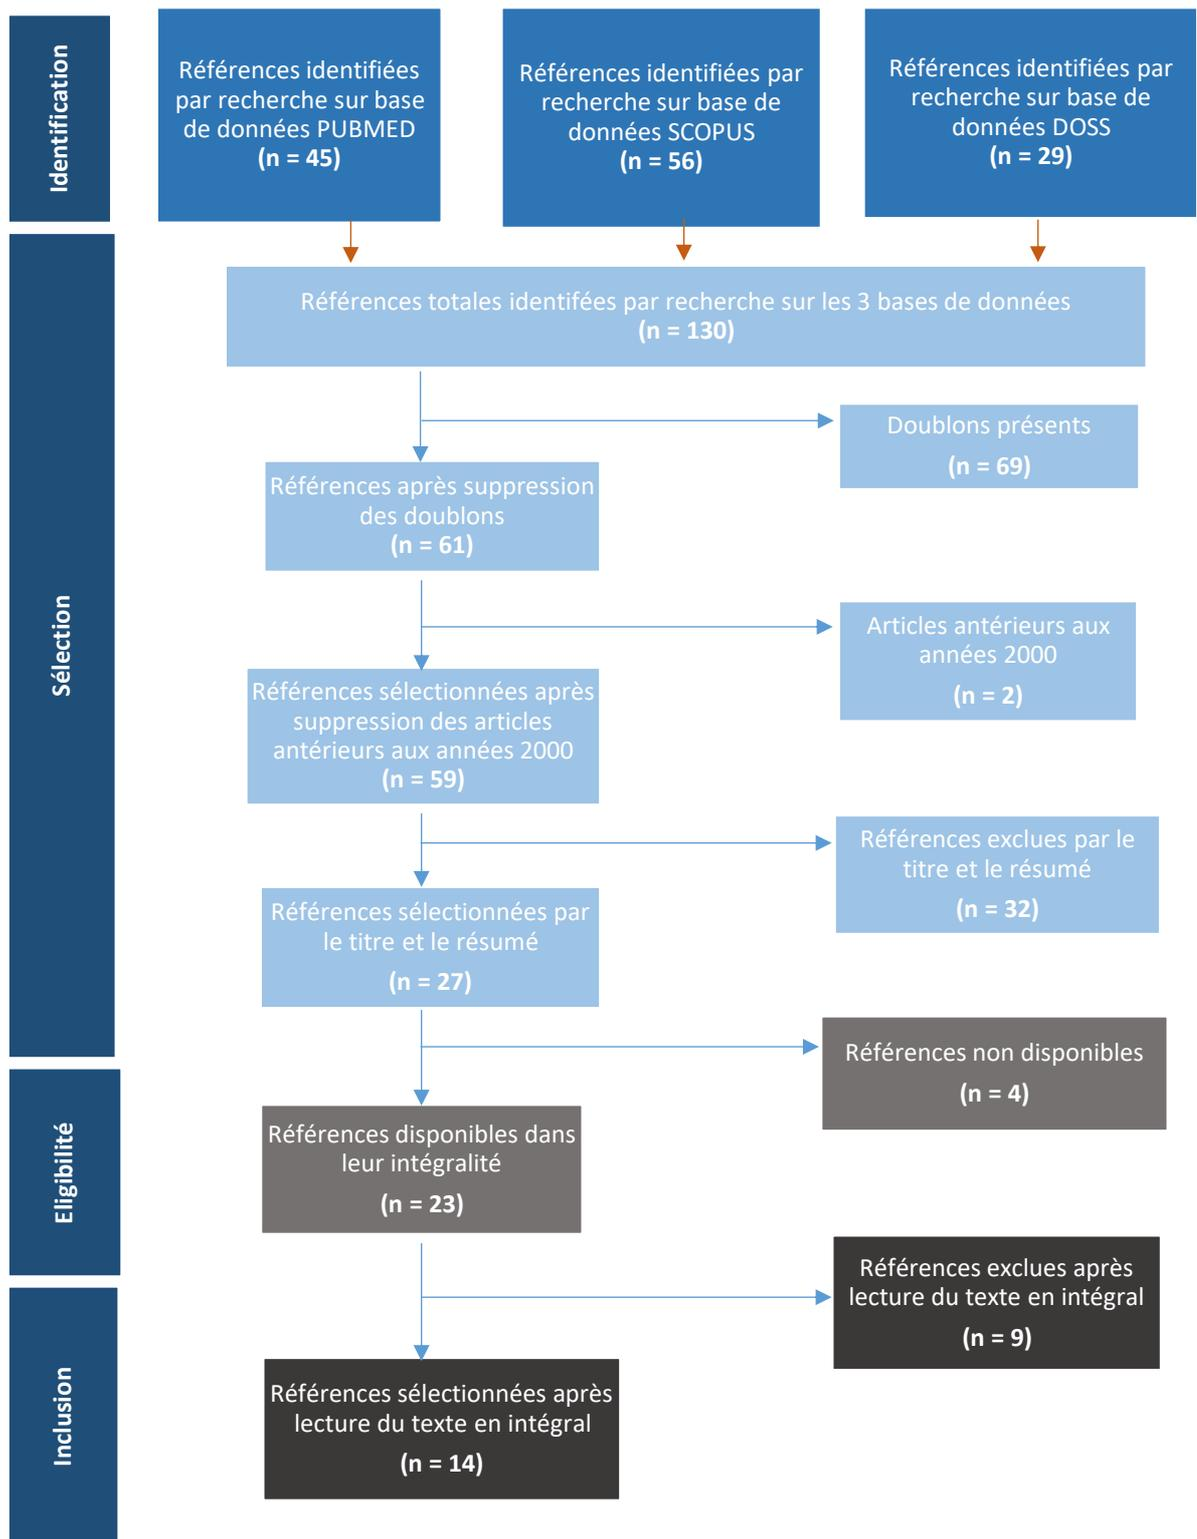 Identification
Références identifiées
par recherche sur base
de données PUBMED
(n = 45)
Références identifiées par
recherche sur base de
données SCOPUS
(n = 56)
Références identifiées par
recherche sur base de
données DOSS
(n = 29)
Sélection
Références totales identifées par recherche sur les 3 bases de données
(n = 130)
Doublons présents
(n = 69)
Références après suppression
des doublons
(n = 61)
Articles antérieurs aux
années 2000
(n = 2)
Références sélectionnées après
suppression des articles
antérieurs aux années 2000
(n = 59)
Références exclues par le
titre et le résumé
(n = 32)
Références sélectionnées par
le titre et le résumé
(n = 27)
Références non disponibles
(n = 4)
Eligibilité
Références disponibles dans
leur intégralité
(n = 23)
Références exclues après
lecture du texte en intégral
(n = 9)
Inclusion
Références sélectionnées après
lecture du texte en intégral
(n = 14)